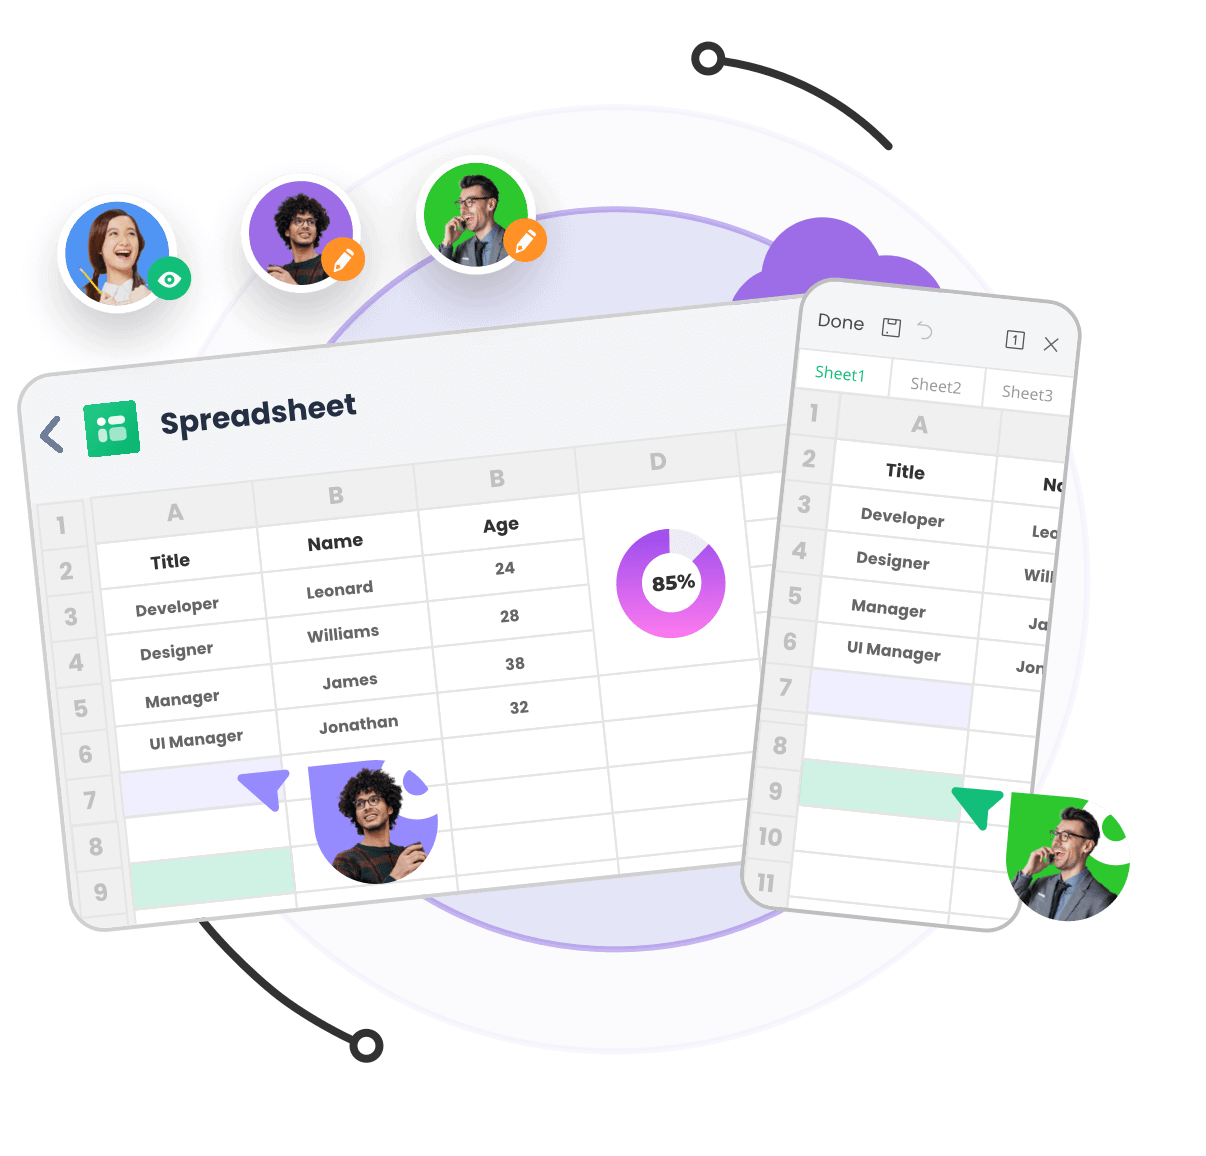 Spreadsheet
A B B D
1
Title Name Age
2
Developer Leonard 24
3
Designer Williams 28
4
Manager James 38
5
UI Manager Jonathan 32
6
7
8
9
85%
Done 1
Sheet1 Sheet2 Sheet3
1 A
2 Title Na
3 Developer Leo
4 Designer Will
5 Manager Ja
6 UI Manager Jon
7
8
9
10
11